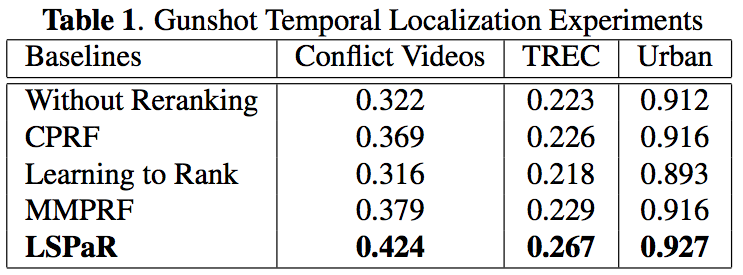 Table 1. Gunshot Temporal Localization Experiments
Baselines Conflict Videos TREC Urban
Without Reranking 0.322 0.223 0.912
CPRF 0.369 0.226 0.916
Learning to Rank 0.316 0.218 0.893
MMPRF 0.379 0.229 0.916
LSPaR 0.424 0.267 0.927